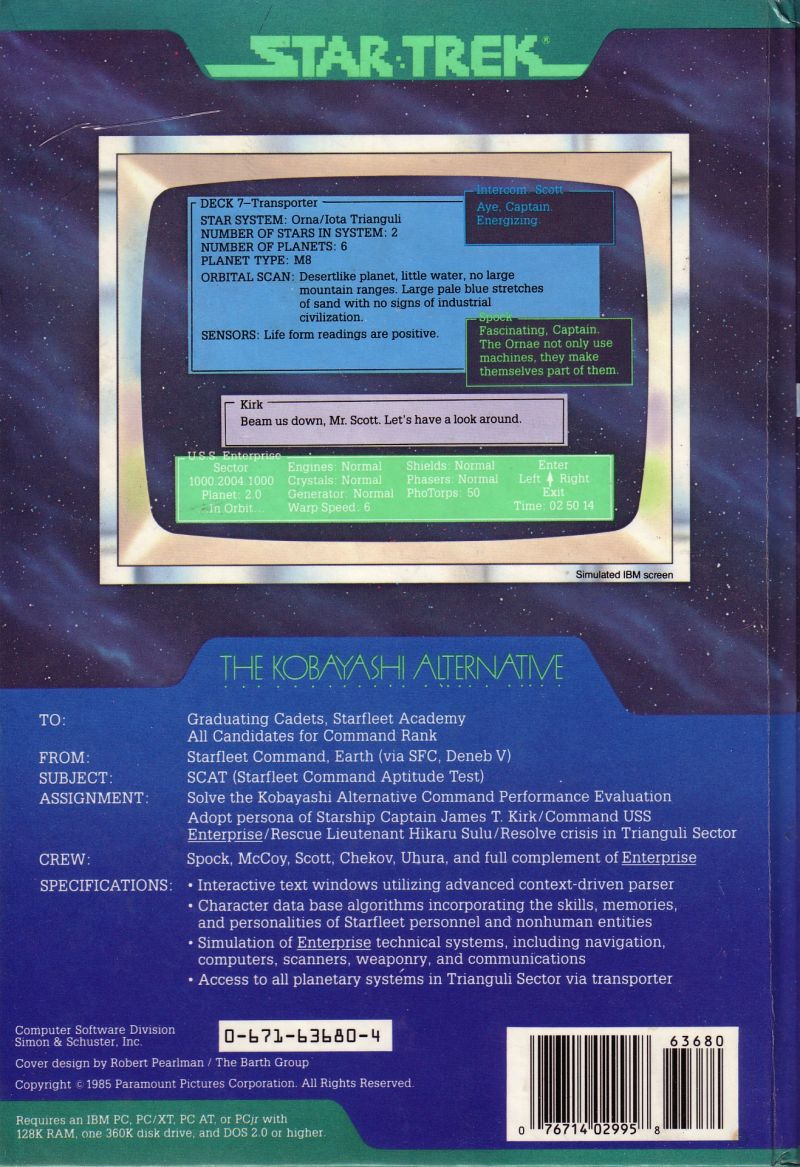 STAR TREK®
DECK 7–Transporter
STAR SYSTEM: Orna/Iota Trianguli
NUMBER OF STARS IN SYSTEM: 2
NUMBER OF PLANETS: 6
PLANET TYPE: M8
ORBITAL SCAN: Desertlike planet, little water, no large
mountain ranges. Large pale blue stretches
of sand with no signs of industrial
civilization.
SENSORS: Life form readings are positive.
Intercom: Scott
Aye, Captain.
Energizing.
Spock
Fascinating, Captain.
The Ornae not only use
machines, they make
themselves part of them.
Kirk
Beam us down, Mr. Scott. Let's have a look around.
U.S.S. Enterprise
Sector Engines: Normal Shields: Normal Enter
1000.2004.1000 Crystals: Normal Phasers: Normal Left Right
Planet: 2.0 Generator: Normal PhoTorps: 50 Exit
In Orbit... Warp Speed: 6 Time: 02 50 14
Simulated IBM screen
THE KOBAYASHI ALTERNATIVE
TO: Graduating Cadets, Starfleet Academy
All Candidates for Command Rank
FROM: Starfleet Command, Earth (via SFC, Deneb V)
SUBJECT: SCAT (Starfleet Command Aptitude Test)
ASSIGNMENT: Solve the Kobayashi Alternative Command Performance Evaluation
Adopt persona of Starship Captain James T. Kirk/Command USS
Enterprise/Rescue Lieutenant Hikaru Sulu/Resolve crisis in Trianguli Sector
CREW: Spock, McCoy, Scott, Chekov, Uhura, and full complement of Enterprise
SPECIFICATIONS: • Interactive text windows utilizing advanced context-driven parser
• Character data base algorithms incorporating the skills, memories,
and personalities of Starfleet personnel and nonhuman entities
• Simulation of Enterprise technical systems, including navigation,
computers, scanners, weaponry, and communications
• Access to all planetary systems in Trianguli Sector via transporter
Computer Software Division
Simon & Schuster, Inc.
0-671-63680-4
Cover design by Robert Pearlman / The Barth Group
Copyright © 1985 Paramount Pictures Corporation. All Rights Reserved.
Requires an IBM PC, PC/XT, PC AT, or PCjr with
128K RAM, one 360K disk drive, and DOS 2.0 or higher.
63680
0 76714 02995 8